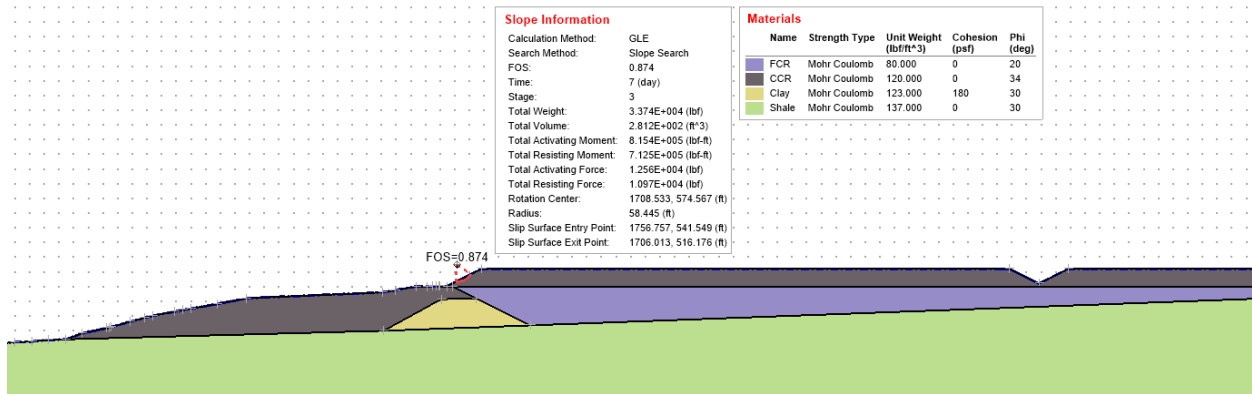 Slope Information
Calculation Method: GLE
Search Method: Slope Search
FOS: 0.874
Time: 7 (day)
Stage: 3
Total Weight: 3.374E+004 (lbf)
Total Volume: 2.812E+002 (ft^3)
Total Activating Moment: 8.154E+005 (lbf-ft)
Total Resisting Moment: 7.125E+005 (lbf-ft)
Total Activating Force: 1.256E+004 (lbf)
Total Resisting Force: 1.097E+004 (lbf)
Rotation Center: 1708.533, 574.567 (ft)
Radius: 58.445 (ft)
Slip Surface Entry Point: 1756.757, 541.549 (ft)
Slip Surface Exit Point: 1706.013, 516.176 (ft)
Materials
Name Strength Type Unit Weight (lbf/ft^3) Cohesion (psf) Phi (deg)
FCR Mohr Coulomb 80.000 0 20
CCR Mohr Coulomb 120.000 0 34
Clay Mohr Coulomb 123.000 180 30
Shale Mohr Coulomb 137.000 0 30
FOS=0.874